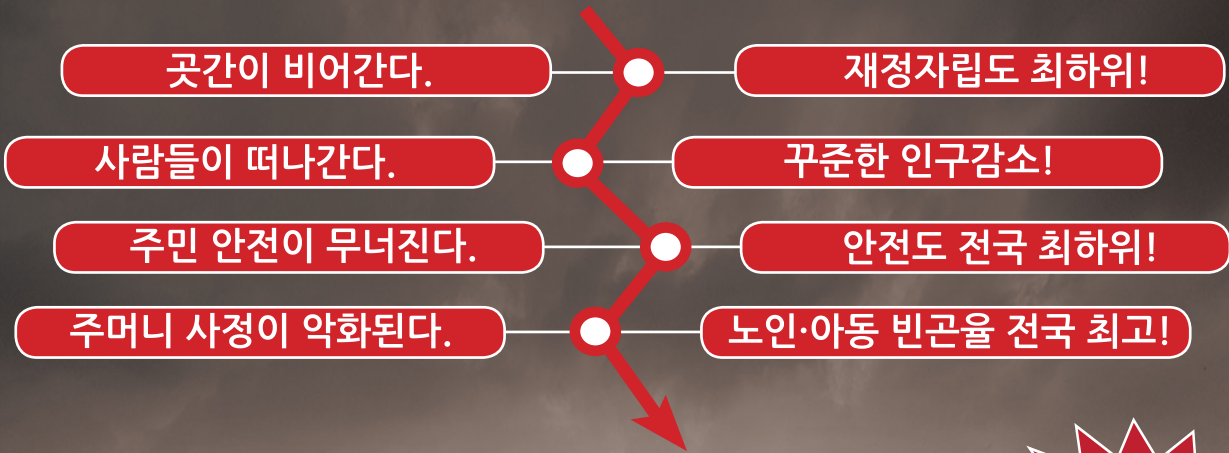 곳간이 비어간다.
재정자립도 최하위!
사람들이 떠나간다.
꾸준한 인구감소!
주민 안전이 무너진다.
안전도 전국 최하위!
주머니 사정이 악화된다.
노인·아동 빈곤율 전국 최고!